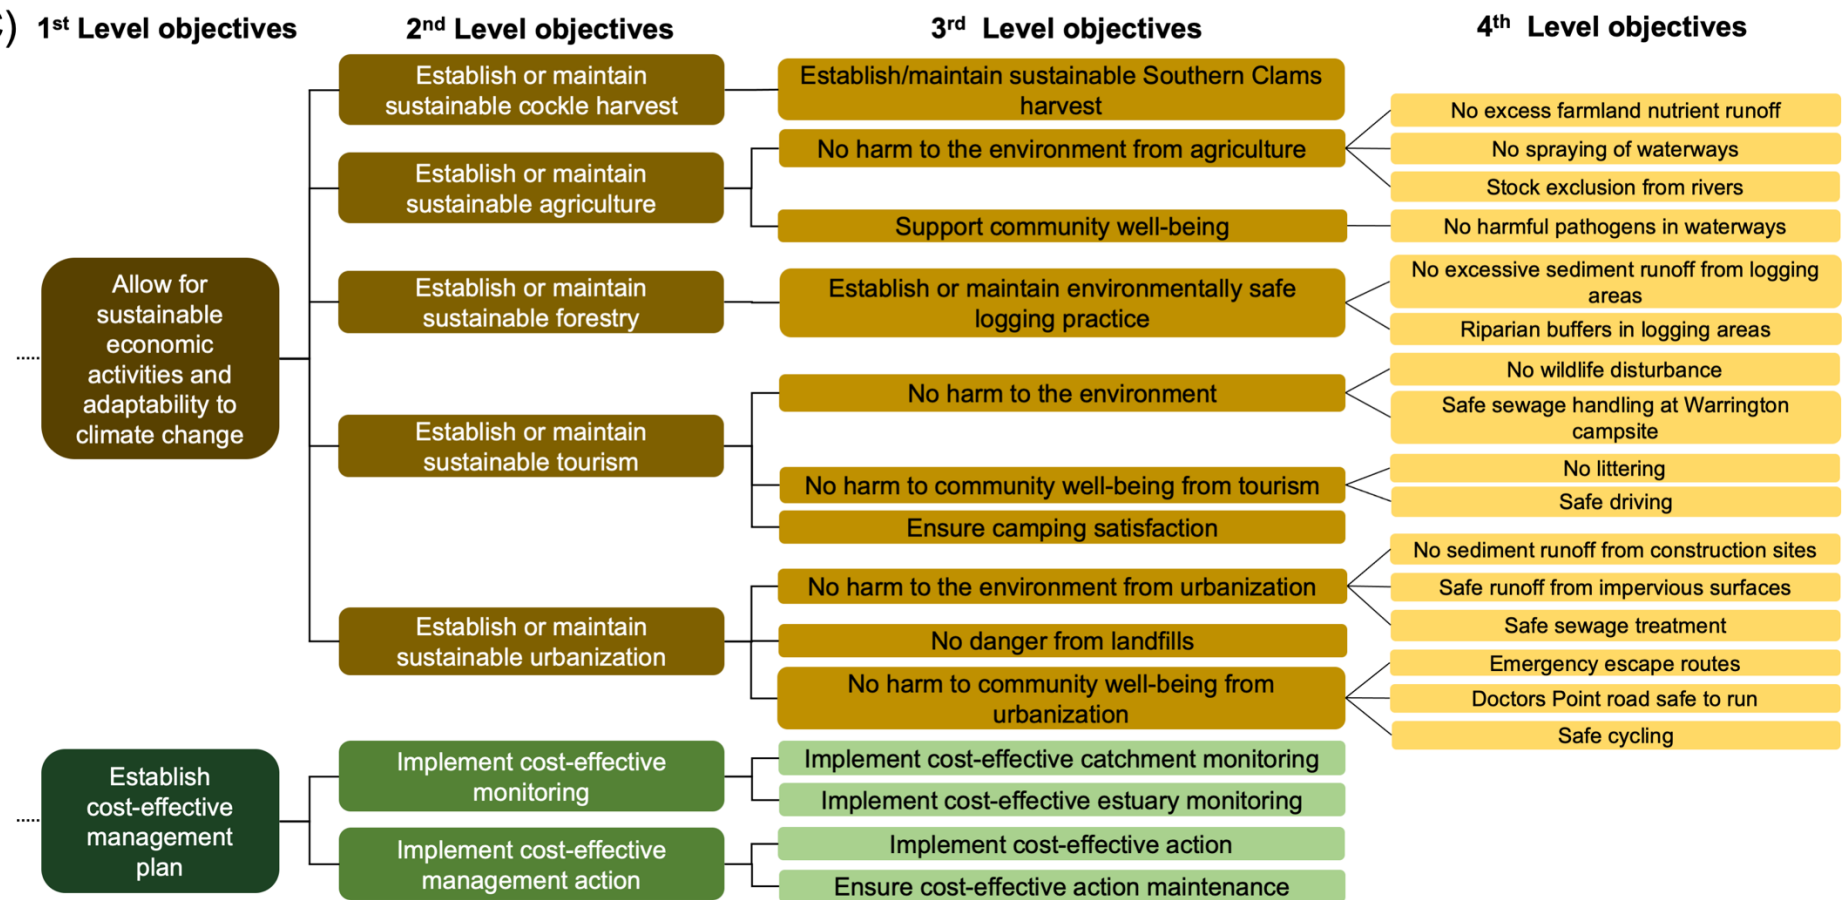 C) 1st Level objectives
2nd Level objectives
3rd Level objectives
4th Level objectives
Allow for
sustainable
economic
activities and
adaptability to
climate change
Establish or maintain
sustainable cockle harvest
Establish/maintain sustainable Southern Clams
harvest
Establish or maintain
sustainable agriculture
No harm to the environment from agriculture
No excess farmland nutrient runoff
No spraying of waterways
Stock exclusion from rivers
Support community well-being
No harmful pathogens in waterways
Establish or maintain
sustainable forestry
Establish or maintain environmentally safe
logging practice
No excessive sediment runoff from logging
areas
Riparian buffers in logging areas
Establish or maintain
sustainable tourism
No harm to the environment
No wildlife disturbance
Safe sewage handling at Warrington
campsite
No harm to community well-being from tourism
No littering
Safe driving
Ensure camping satisfaction
Establish or maintain
sustainable urbanization
No harm to the environment from urbanization
No sediment runoff from construction sites
Safe runoff from impervious surfaces
Safe sewage treatment
No danger from landfills
No harm to community well-being from
urbanization
Emergency escape routes
Doctors Point road safe to run
Safe cycling
Establish
cost-effective
management
plan
Implement cost-effective
monitoring
Implement cost-effective catchment monitoring
Implement cost-effective estuary monitoring
Implement cost-effective
management action
Implement cost-effective action
Ensure cost-effective action maintenance